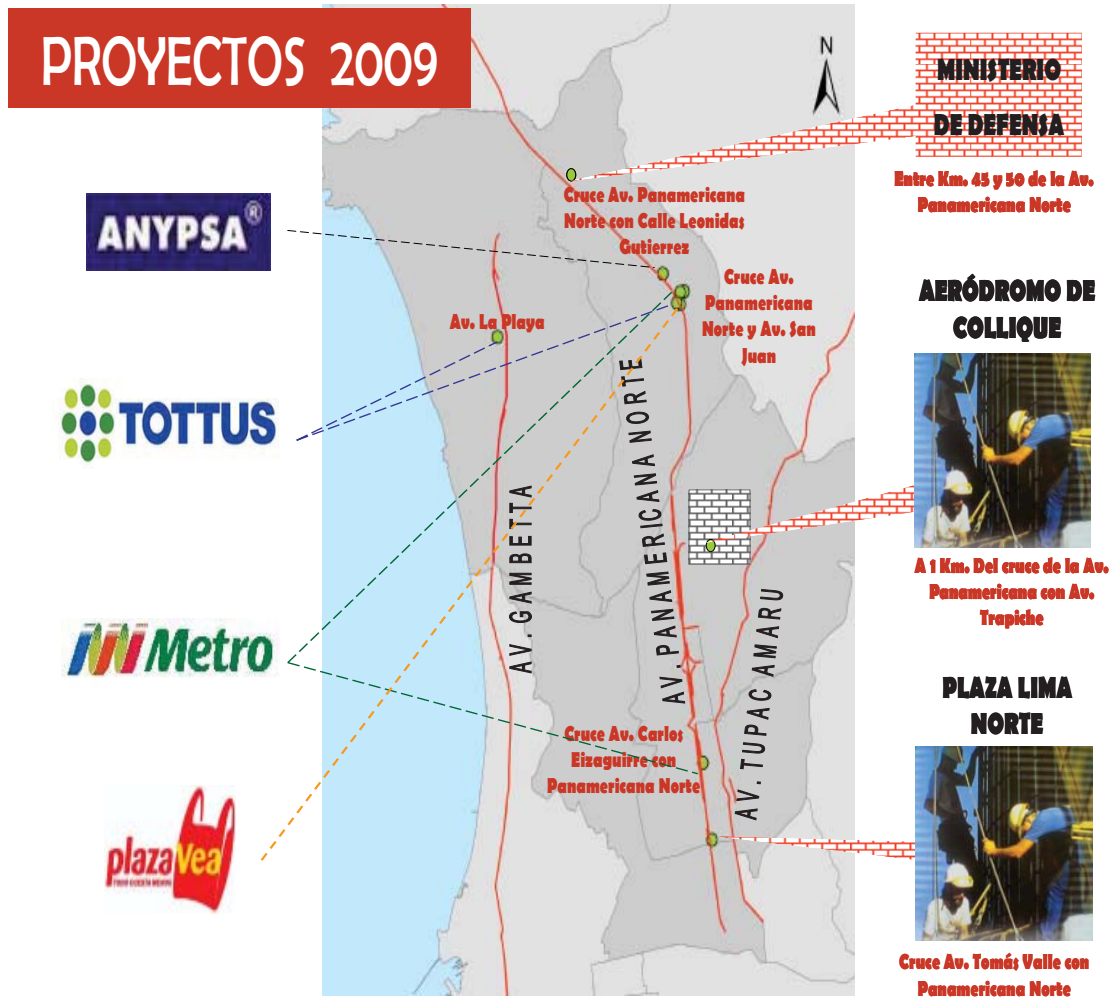 PROYECTOS 2009
N
MINISTERIO
DE DEFENSA
Entre Km. 45 y 50 de la Av.
Panamericana Norte
ANYPSA®
Cruce Av. Panamericana
Norte con Calle Leonidas
Gutierrez
Cruce Av.
Panamericana
Norte y Av. San
Juan
Av. La Playa
AERÓDROMO DE
COLLIQUE
TOTTUS
AV. GAMBETTA
AV. PANAMERICANA NORTE
AV. TUPAC AMARU
A 1 Km. Del cruce de la Av.
Panamericana con Av.
Trapiche
Metro
PLAZA LIMA
NORTE
Cruce Av. Carlos
Eizaguirre con
Panamericana Norte
plaza Vea
Cruce Av. Tomás Valle con
Panamericana Norte